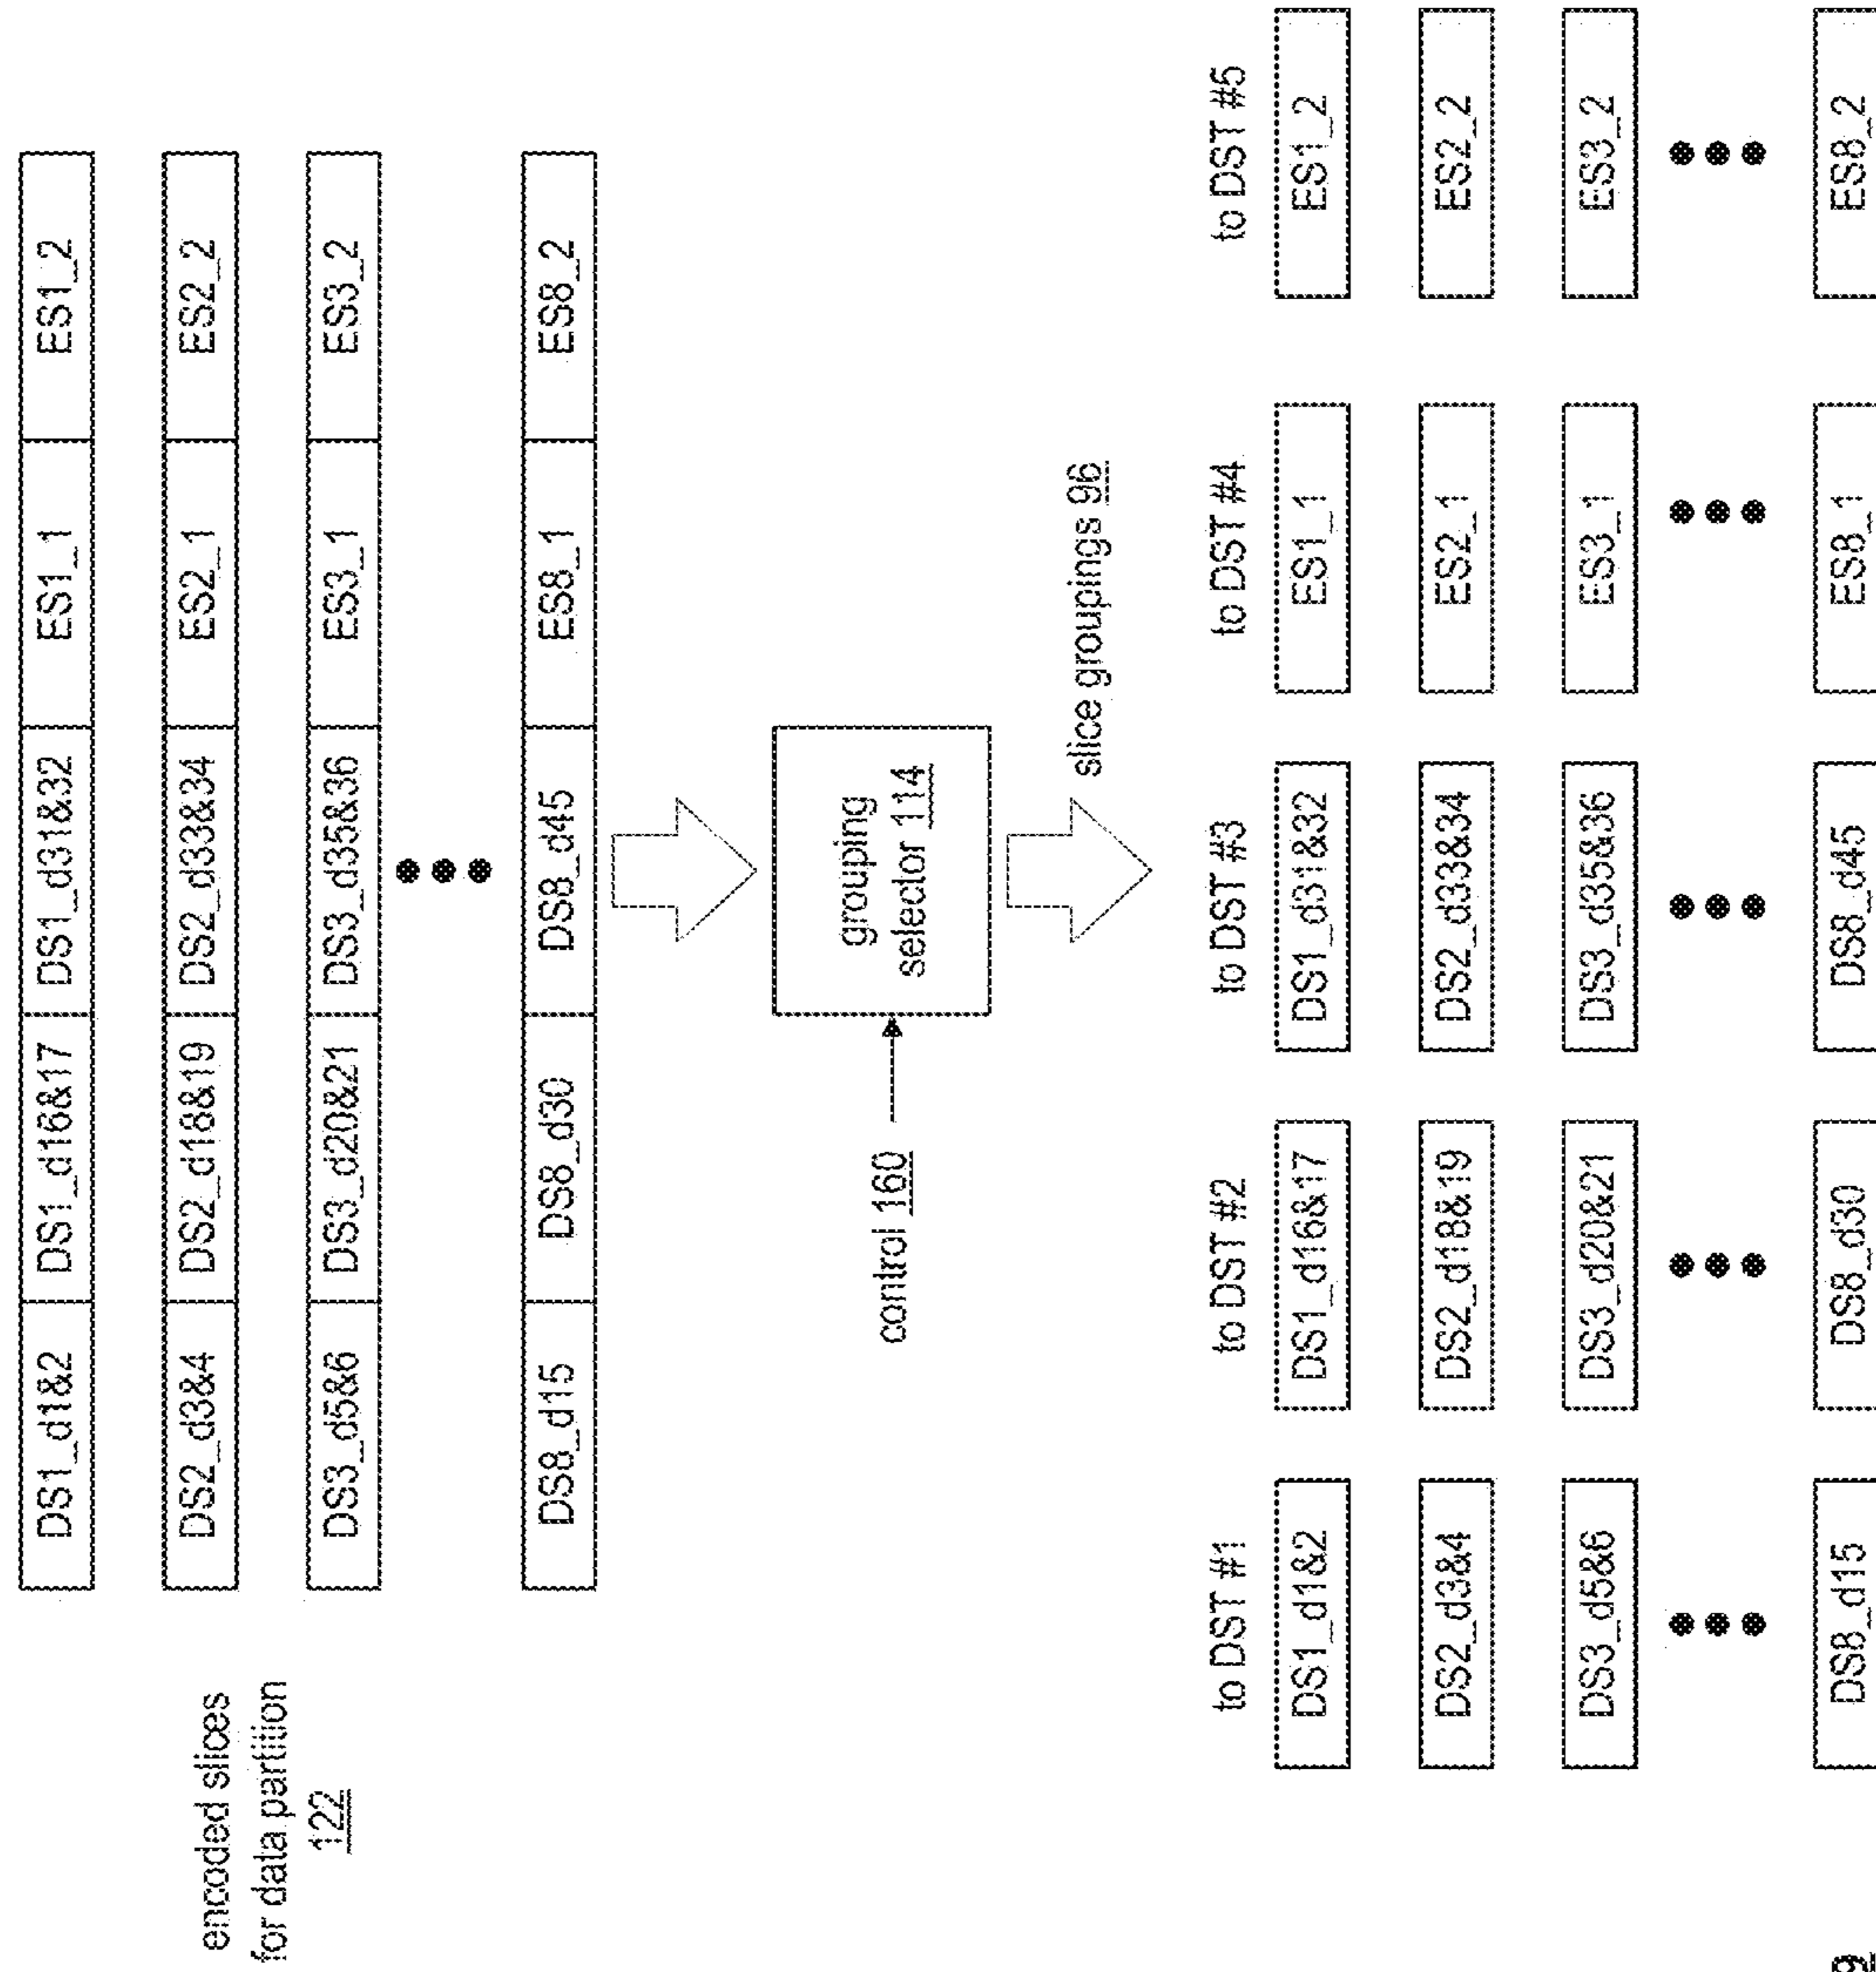 encoded slices
for data partition
122
DS1_d1&2 DS1_d16&17 DS1_d31&32 ES1_1 ES1_2
DS2_d3&4 DS2_d18&19 DS2_d33&34 ES2_1 ES2_2
DS3_d5&6 DS3_d20&21 DS3_d35&36 ES3_1 ES3_2
DS8_d15 DS8_d30 DS8_d45 ES8_1 ES8_2
control 160
grouping
selector 114
slice groupings 96
to DST #1 to DST #2 to DST #3 to DST #4 to DST #5
DS1_d1&2 DS1_d16&17 DS1_d31&32 ES1_1 ES1_2
DS2_d3&4 DS2_d18&19 DS2_d33&34 ES2_1 ES2_2
DS3_d5&6 DS3_d20&21 DS3_d35&36 ES3_1 ES3_2
DS8_d15 DS8_d30 DS8_d45 ES8_1 ES8_2